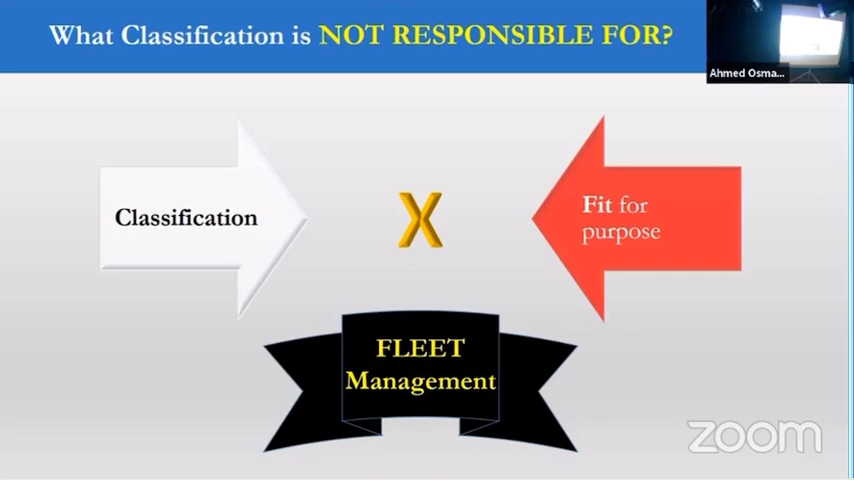 What Classification is NOT RESPONSIBLE FOR?
Ahmed Osma...
Classification
X
Fit for
purpose
FLEET
Management
zoom